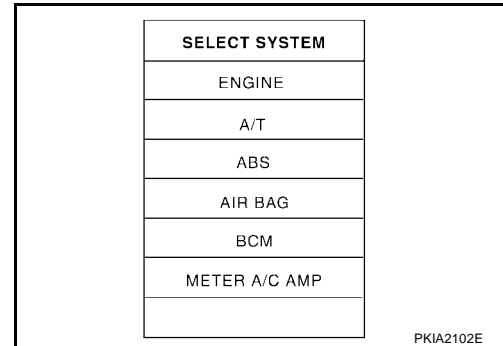 SELECT SYSTEM
ENGINE
A/T
ABS
AIR BAG
BCM
METER A/C AMP
PKIA2102E